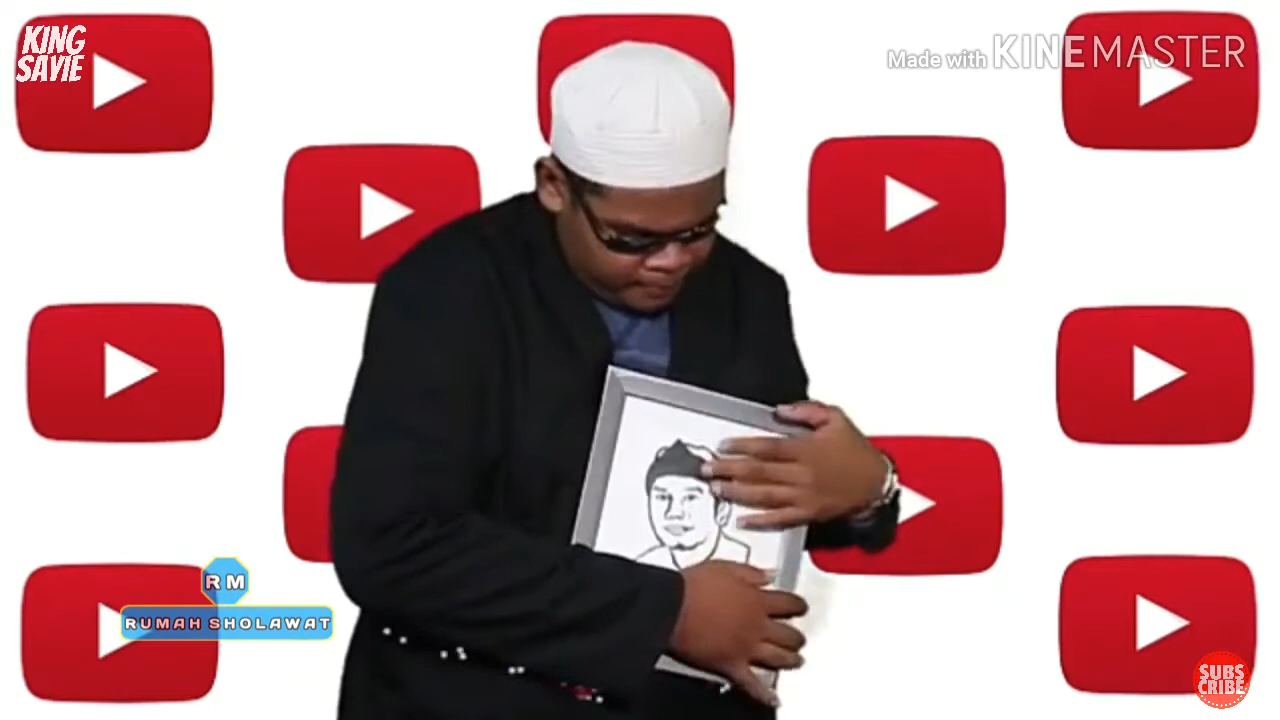 KING
SAVIE
Made with KINEMASTER
RM
RUMAH SHOLAWAT
SUBS
CRIBE